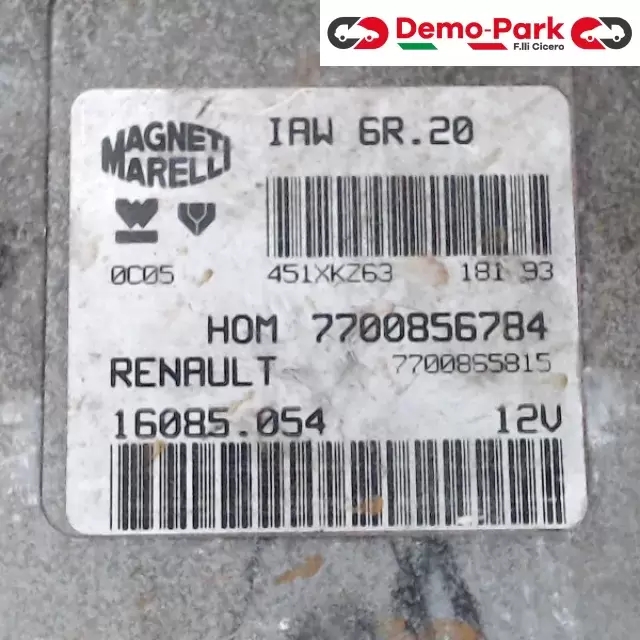 Demo-Park
F.lli Cicero
MAGNETI MARELLI
IAW 6R.20
0C05 451XKZ63 181 93
HOM 7700856784
RENAULT 7700865815
16085.054 12V